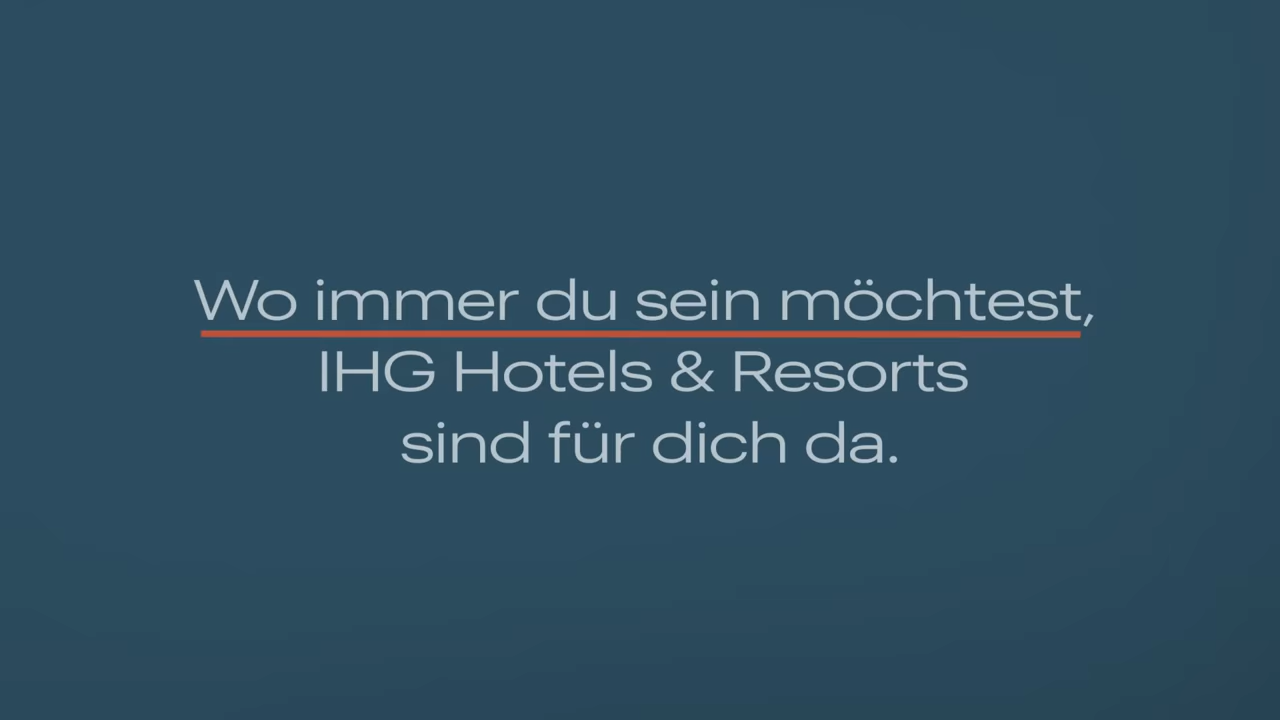 Wo immer du sein möchtest,
IHG Hotels & Resorts
sind für dich da.